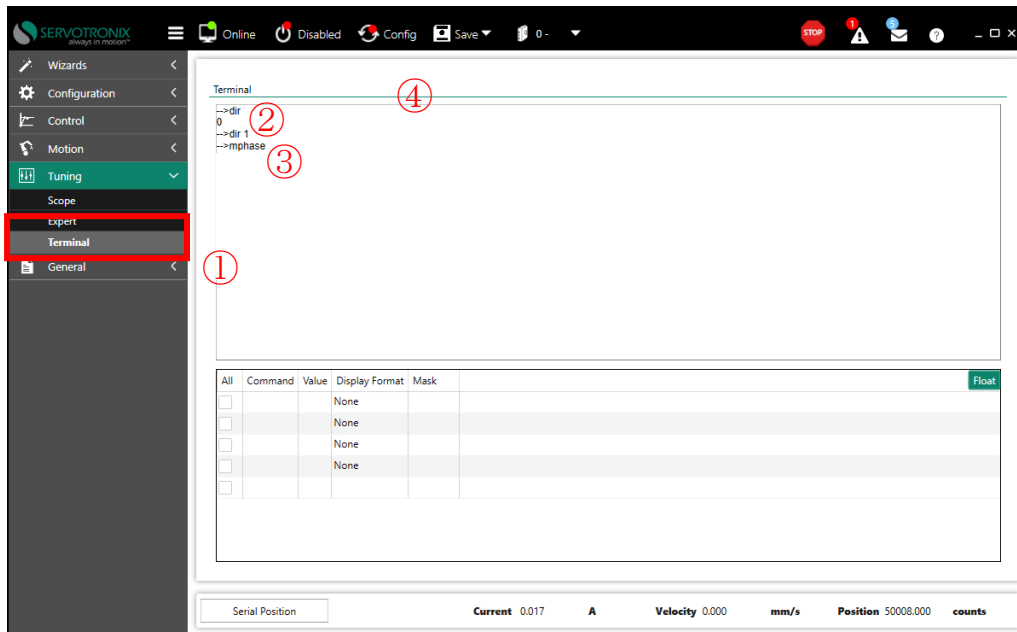 SERVOTRONIX
always in motion™
Online
Disabled
Config
Save
0 -
STOP
1
5
?
Wizards
Configuration
Control
Motion
Tuning
Scope
Expert
Terminal
General
①
Terminal
④
-->dir
②
0
-->dir 1
-->mphase
③
All Command Value Display Format Mask
Float
None
None
None
None
Serial Position
Current 0.017 A
Velocity 0.000 mm/s
Position 50008.000 counts